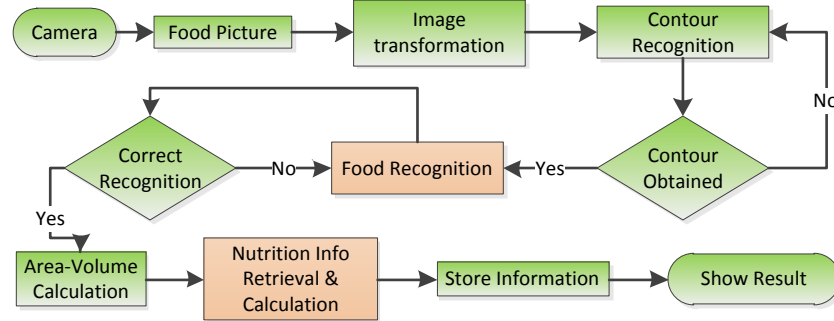 Camera
Food Picture
Image
transformation
Contour
Recognition
No
Correct
Recognition
No
Food Recognition
Yes
Contour
Obtained
Yes
Area-Volume
Calculation
Nutrition Info
Retrieval &
Calculation
Store Information
Show Result